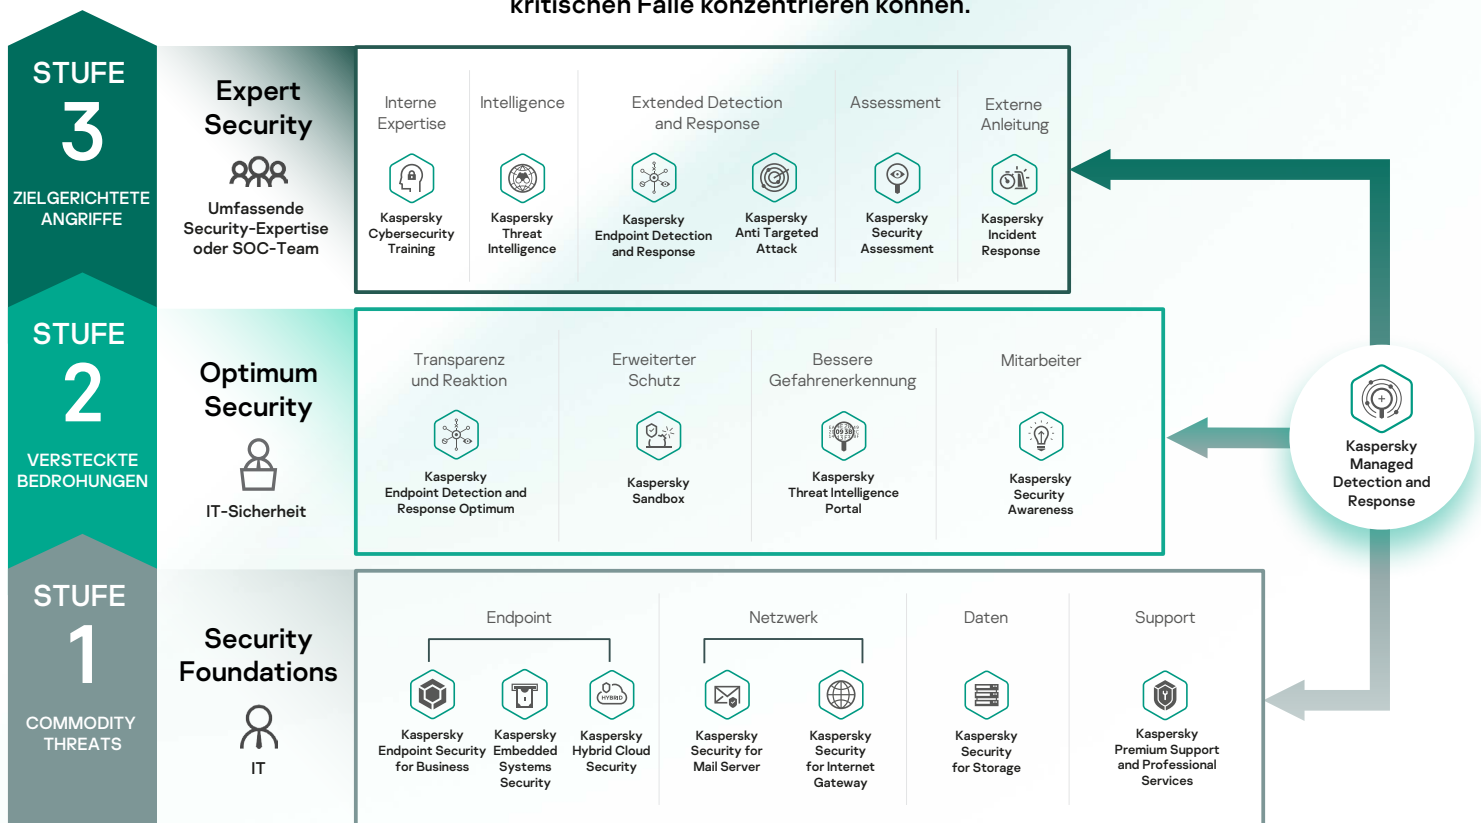 kritischen Fälle konzentrieren können.
STUFE
3
ZIELGERICHTETE
ANGRIFFE
Expert
Security
Umfassende
Security-Expertise
oder SOC-Team
Interne
Expertise
Kaspersky
Cybersecurity
Training
Intelligence
Kaspersky
Threat
Intelligence
Extended Detection
and Response
Kaspersky
Endpoint Detection
and Response
Kaspersky
Anti Targeted
Attack
Assessment
Kaspersky
Security
Assessment
Externe
Anleitung
Kaspersky
Incident
Response
STUFE
2
VERSTECKTE
BEDROHUNGEN
Optimum
Security
IT-Sicherheit
Transparenz
und Reaktion
Kaspersky
Endpoint Detection and
Response Optimum
Erweiterter
Schutz
Kaspersky
Sandbox
Bessere
Gefahrenerkennung
Kaspersky
Threat Intelligence
Portal
Mitarbeiter
Kaspersky
Security
Awareness
Kaspersky
Managed
Detection and
Response
STUFE
1
COMMODITY
THREATS
Security
Foundations
IT
Endpoint
Kaspersky
Endpoint Security
for Business
Kaspersky
Embedded
Systems
Security
HYBRID
Kaspersky
Hybrid Cloud
Security
Netzwerk
Kaspersky
Security for
Mail Server
Kaspersky
Security
for Internet
Gateway
Daten
Kaspersky
Security
for Storage
Support
Kaspersky
Premium Support
and Professional
Services